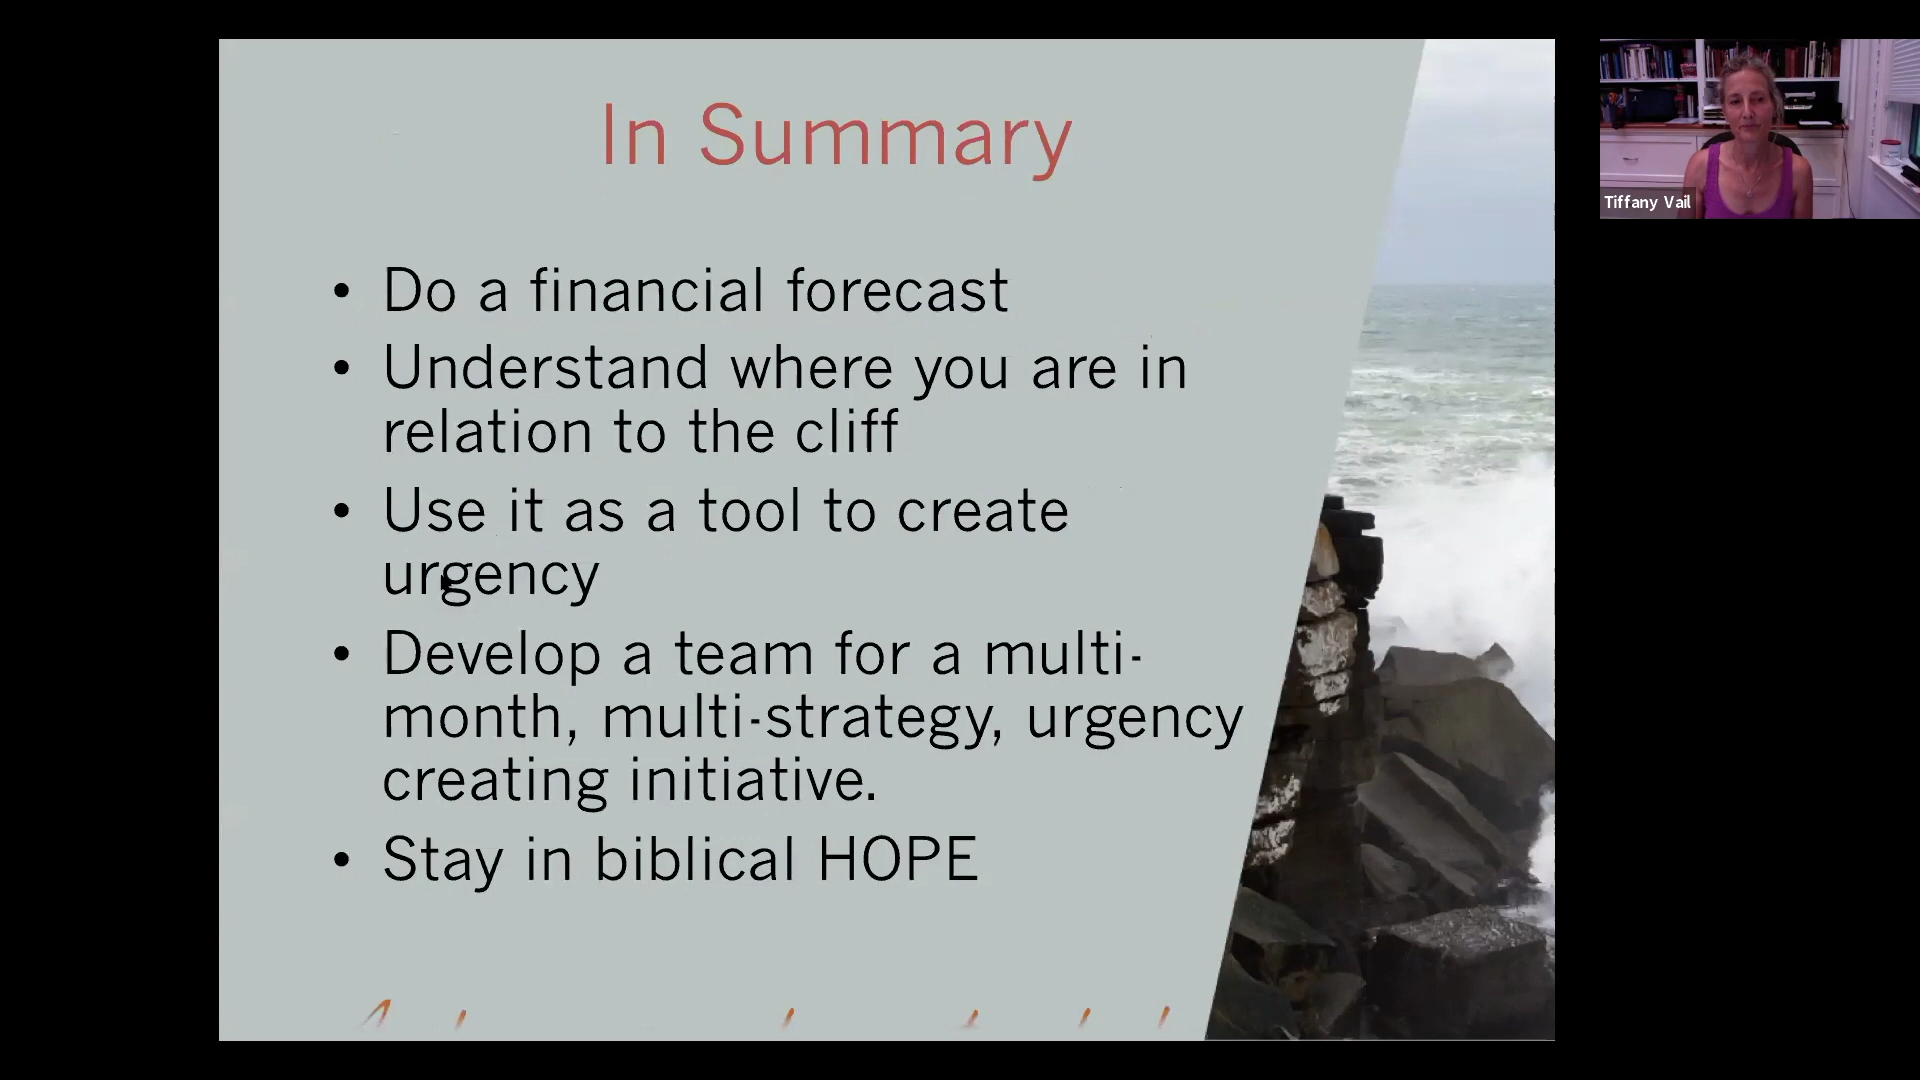 In Summary
• Do a financial forecast
• Understand where you are in
relation to the cliff
• Use it as a tool to create
urgency
• Develop a team for a multi-
month, multi-strategy, urgency
creating initiative.
• Stay in biblical HOPE
Tiffany Vail